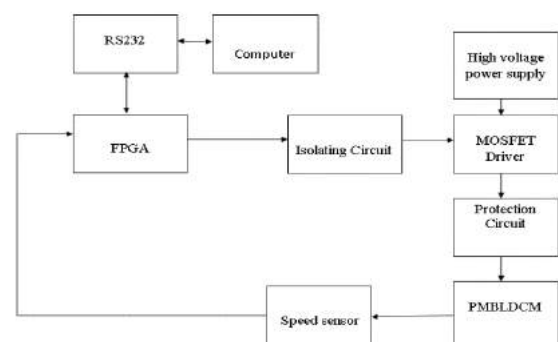 RS232
Computer
High voltage
power supply
FPGA
Isolating Circuit
MOSFET
Driver
Protection
Circuit
PMBLDCM
Speed sensor